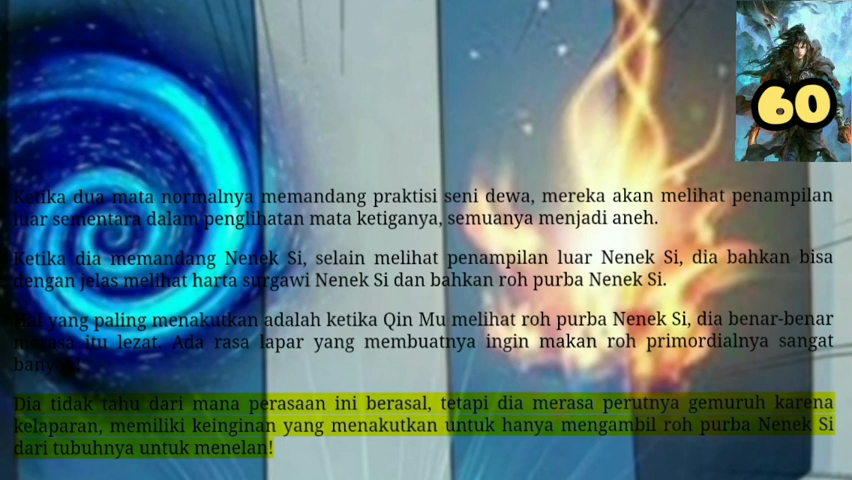 60
Ketika dua mata normalnya memandang praktisi seni dewa, mereka akan melihat penampilan
luar sementara dalam penglihatan mata ketiganya, semuanya menjadi aneh.
Ketika dia memandang Nenek Si, selain melihat penampilan luar Nenek Si, dia bahkan bisa
dengan jelas melihat harta surgawi Nenek Si dan bahkan roh purba Nenek Si.
Hal yang paling menakutkan adalah ketika Qin Mu melihat roh purba Nenek Si, dia benar-benar
merasa itu lezat. Ada rasa lapar yang membuatnya ingin makan roh primordialnya sangat
Dia tidak tahu dari mana perasaan ini berasal, tetapi dia merasa perutnya gemuruh karena
kelaparan, memiliki keinginan yang menakutkan untuk hanya mengambil roh purba Nenek Si
dari tubuhnya untuk menelan!